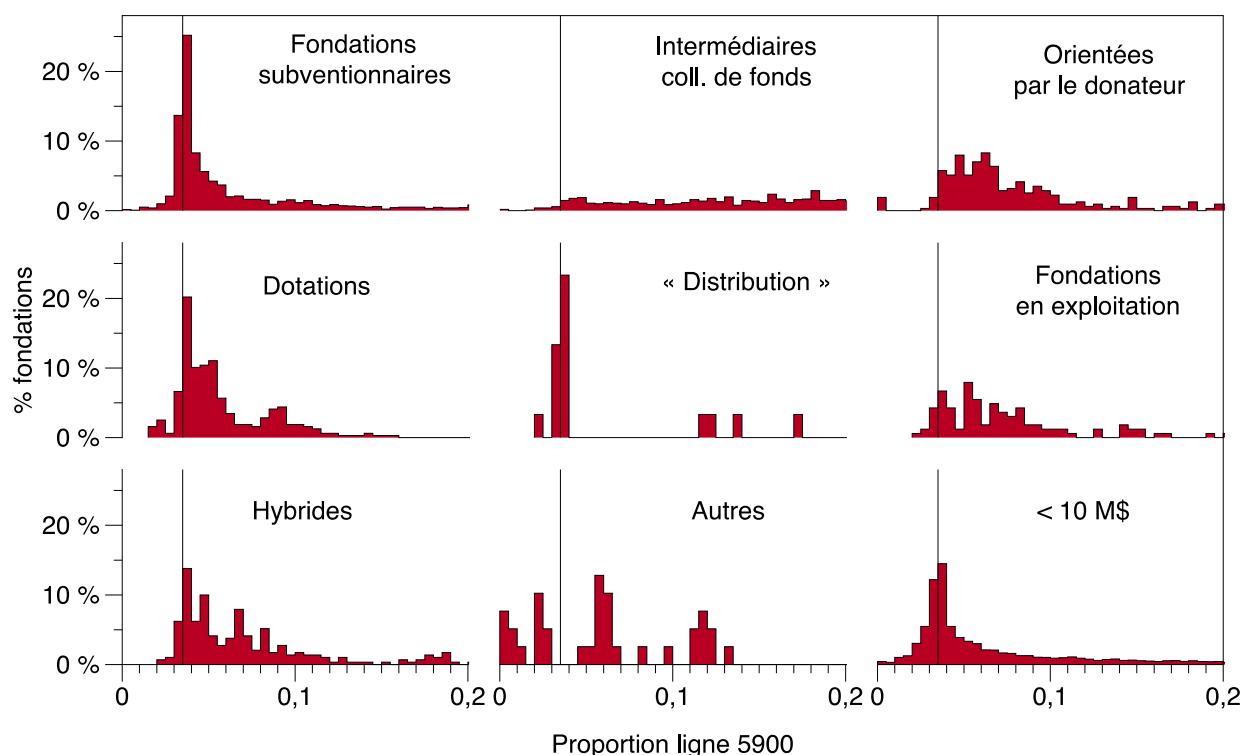 Fondations
subventionnaires
Intermédiaires
coll. de fonds
Orientées
par le donateur
20 %
10 %
0 %
Dotations
« Distribution »
Fondations
en exploitation
20 %
10 %
0 %
% fondations
Hybrides
Autres
< 10 M$
20 %
10 %
0 %
0
0,1
0,2
0
0,1
0,2
0
0,1
0,2
Proportion ligne 5900